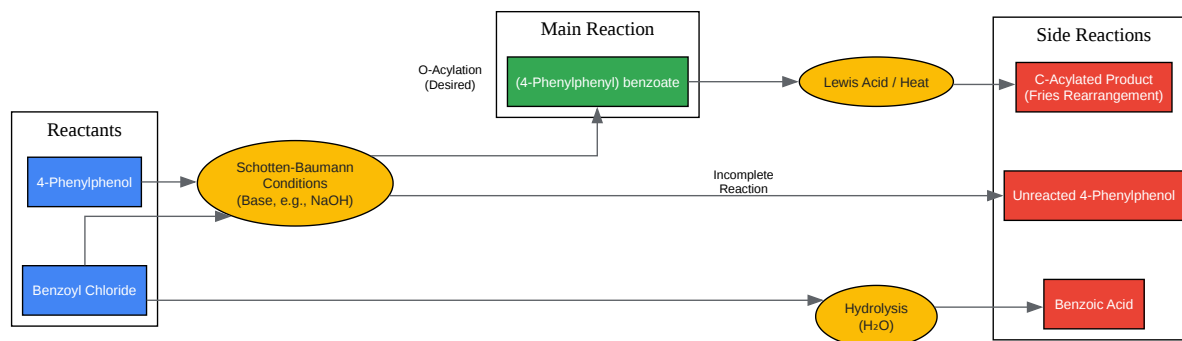 Main Reaction
Side Reactions
O-Acylation
(Desired)
(4-Phenylphenyl) benzoate
Lewis Acid / Heat
C-Acylated Product
(Fries Rearrangement)
Reactants
4-Phenylphenol
Schotten-Baumann
Conditions
(Base, e.g., NaOH)
Incomplete
Reaction
Unreacted 4-Phenylphenol
Benzoyl Chloride
Hydrolysis
(H₂O)
Benzoic Acid